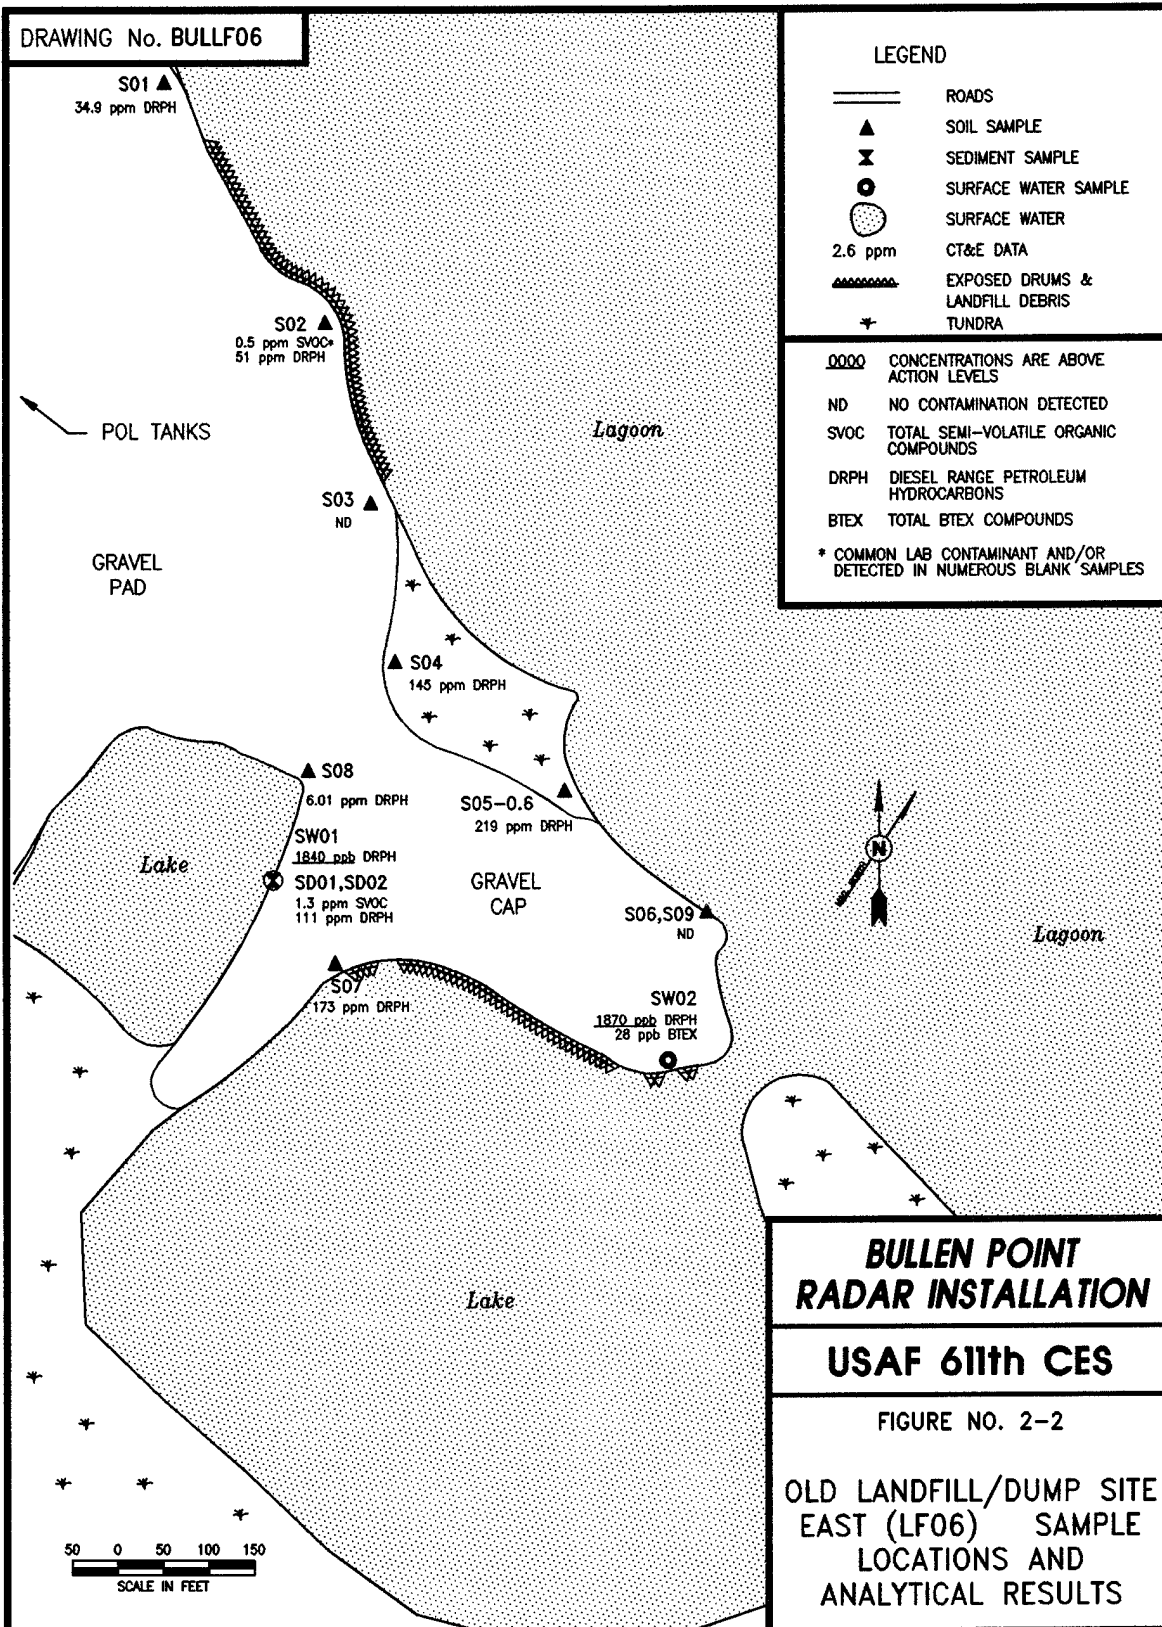 DRAWING No. BULLF06
S01
34.9 ppm DRPH
S02
0.5 ppm SVOC*
51 ppm DRPH
POL TANKS
Lagoon
S03
ND
GRAVEL
PAD
S04
145 ppm DRPH
S08
6.01 ppm DRPH
S05-0.6
219 ppm DRPH
SW01
1840 ppb DRPH
Lake
SD01,SD02
1.3 ppm SVOC
111 ppm DRPH
GRAVEL
CAP
S06,S09
ND
N
Lagoon
S07
173 ppm DRPH
SW02
1870 ppb DRPH
28 ppb BTEX
Lake
50 0 50 100 150
SCALE IN FEET
LEGEND
ROADS
SOIL SAMPLE
SEDIMENT SAMPLE
SURFACE WATER SAMPLE
SURFACE WATER
2.6 ppm CT&E DATA
EXPOSED DRUMS &
LANDFILL DEBRIS
TUNDRA
0000 CONCENTRATIONS ARE ABOVE
ACTION LEVELS
ND NO CONTAMINATION DETECTED
SVOC TOTAL SEMI-VOLATILE ORGANIC
COMPOUNDS
DRPH DIESEL RANGE PETROLEUM
HYDROCARBONS
BTEX TOTAL BTEX COMPOUNDS
* COMMON LAB CONTAMINANT AND/OR
DETECTED IN NUMEROUS BLANK SAMPLES
BULLEN POINT
RADAR INSTALLATION
USAF 611th CES
FIGURE NO. 2-2
OLD LANDFILL/DUMP SITE
EAST (LF06) SAMPLE
LOCATIONS AND
ANALYTICAL RESULTS